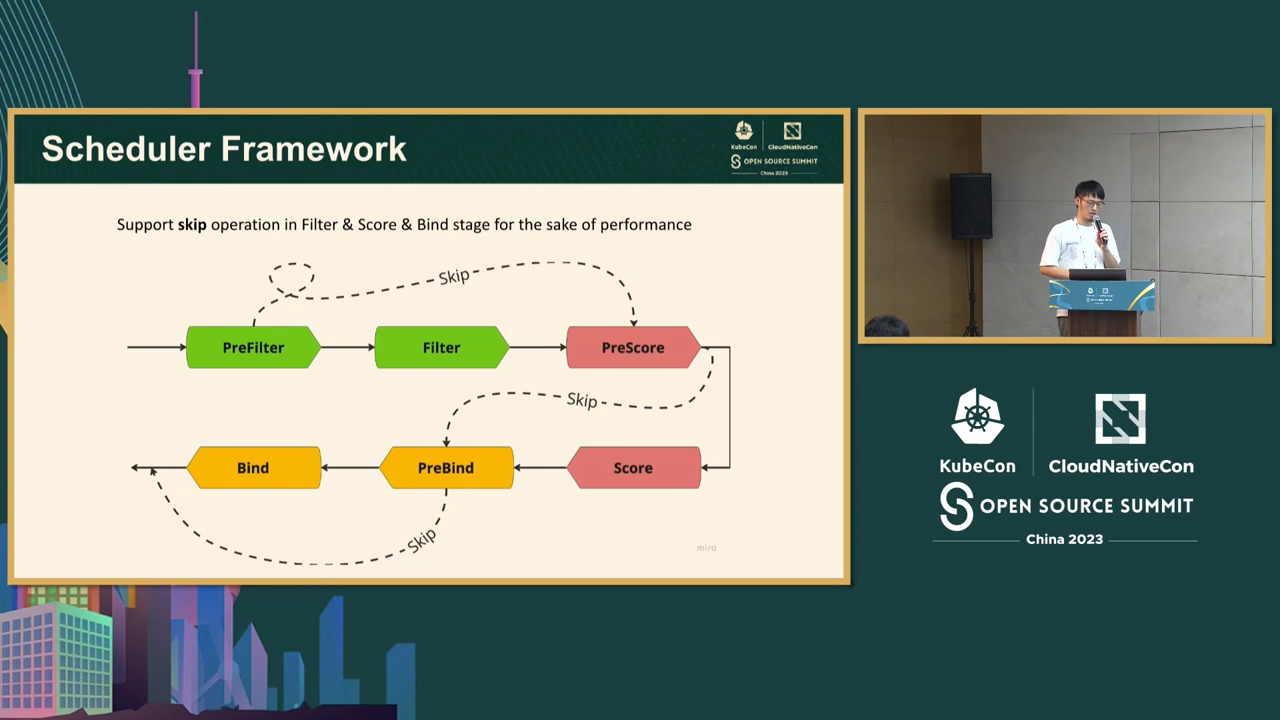 Scheduler Framework
KubeCon
CloudNativeCon
OPEN SOURCE SUMMIT
China 2023
Support skip operation in Filter & Score & Bind stage for the sake of performance
Skip
PreFilter
Filter
PreScore
Skip
Bind
PreBind
Score
Skip
miro
KubeCon
CloudNativeCon
OPEN SOURCE SUMMIT
China 2023